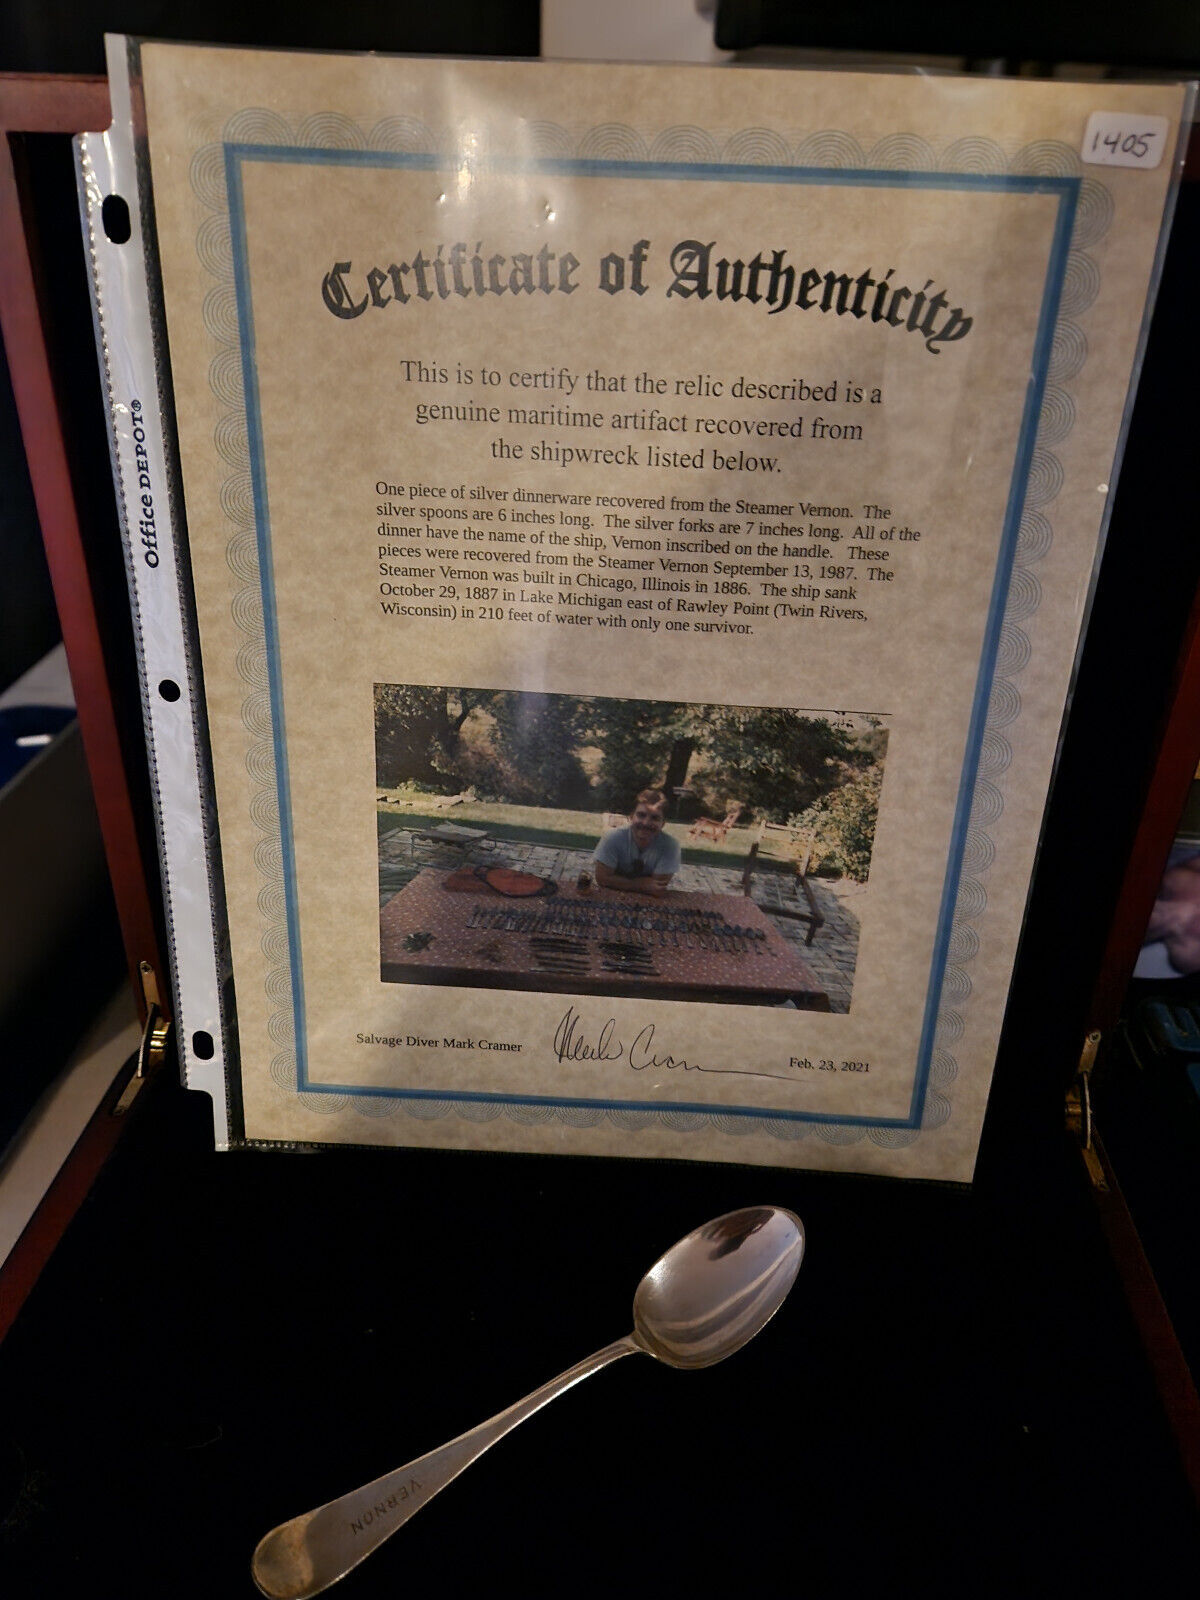 1405
Certificate of Authenticity
This is to certify that the relic described is a
genuine maritime artifact recovered from
the shipwreck listed below.
One piece of silver dinnerware recovered from the Steamer Vernon. The
silver spoons are 6 inches long. The silver forks are 7 inches long. All of the
dinner have the name of the ship, Vernon inscribed on the handle. These
pieces were recovered from the Steamer Vernon September 13, 1987. The
Steamer Vernon was built in Chicago, Illinois in 1886. The ship sank
October 29, 1887 in Lake Michigan east of Rawley Point (Twin Rivers,
Wisconsin) in 210 feet of water with only one survivor.
Salvage Diver Mark Cramer
Mark Cramer
Feb. 23, 2021
Office DEPOT®
VERNON